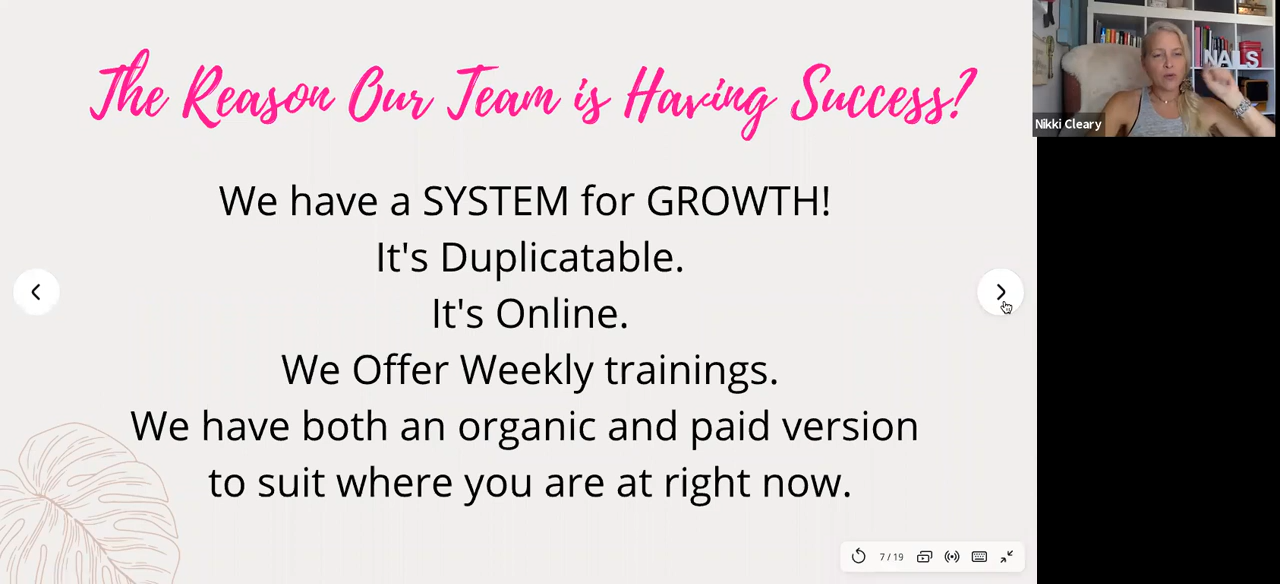 The Reason Our Team is Having Success?
We have a SYSTEM for GROWTH!
It's Duplicatable.
It's Online.
We Offer Weekly trainings.
We have both an organic and paid version
to suit where you are at right now.
7 / 19
NAILS
Nikki Cleary